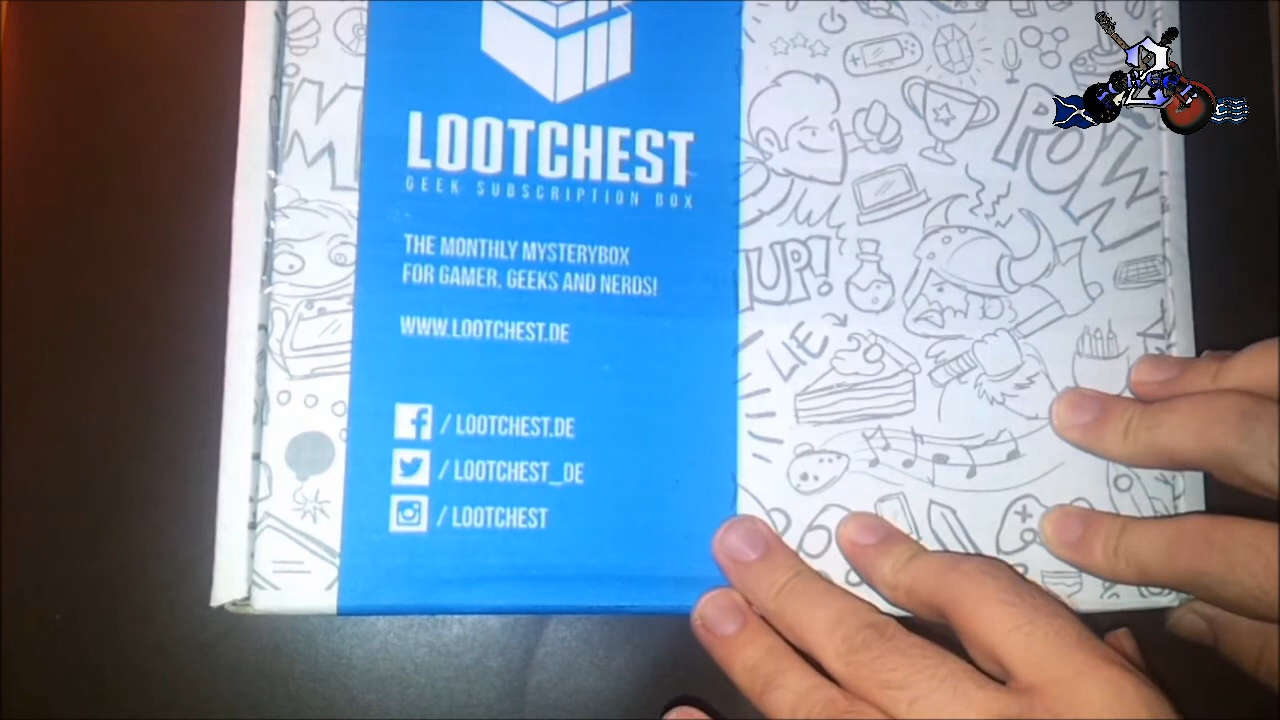 LOOTCHEST
GEEK SUBSCRIPTION BOX
THE MONTHLY MYSTERYBOX
FOR GAMER, GEEKS AND NERDS!
WWW.LOOTCHEST.DE
/ LOOTCHEST.DE
/ LOOTCHEST_DE
/ LOOTCHEST
POW
UP!
LIE